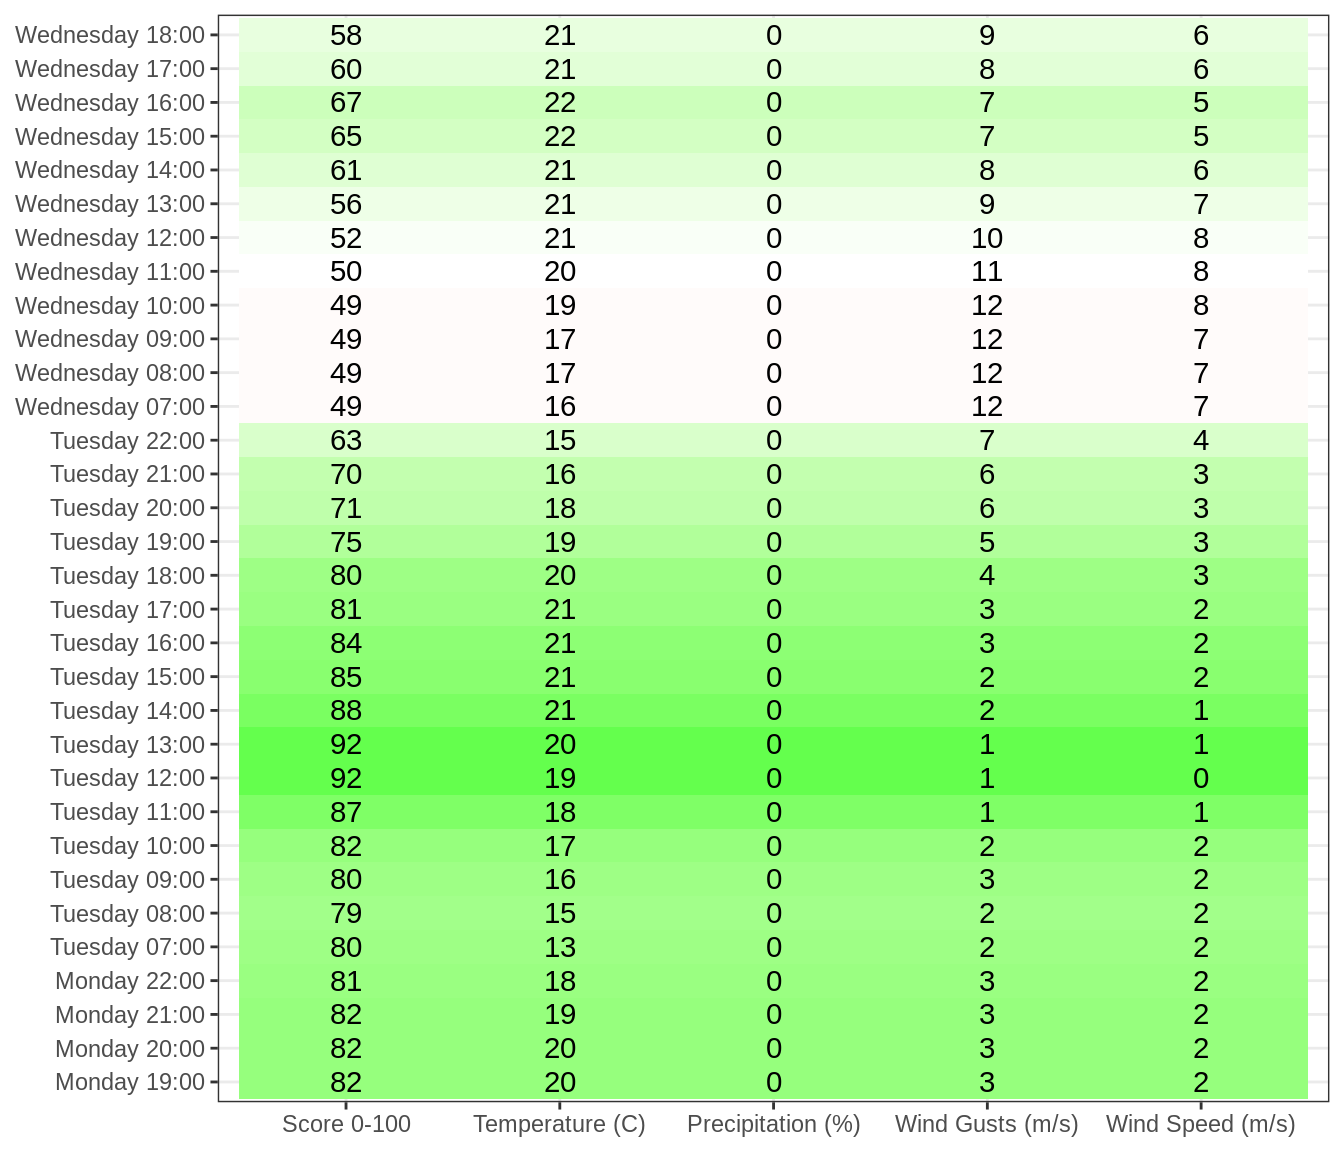 Wednesday 18:00 58 21 0 9 6
Wednesday 17:00 60 21 0 8 6
Wednesday 16:00 67 22 0 7 5
Wednesday 15:00 65 22 0 7 5
Wednesday 14:00 61 21 0 8 6
Wednesday 13:00 56 21 0 9 7
Wednesday 12:00 52 21 0 10 8
Wednesday 11:00 50 20 0 11 8
Wednesday 10:00 49 19 0 12 8
Wednesday 09:00 49 17 0 12 7
Wednesday 08:00 49 17 0 12 7
Wednesday 07:00 49 16 0 12 7
Tuesday 22:00 63 15 0 7 4
Tuesday 21:00 70 16 0 6 3
Tuesday 20:00 71 18 0 6 3
Tuesday 19:00 75 19 0 5 3
Tuesday 18:00 80 20 0 4 3
Tuesday 17:00 81 21 0 3 2
Tuesday 16:00 84 21 0 3 2
Tuesday 15:00 85 21 0 2 2
Tuesday 14:00 88 21 0 2 1
Tuesday 13:00 92 20 0 1 1
Tuesday 12:00 92 19 0 1 0
Tuesday 11:00 87 18 0 1 1
Tuesday 10:00 82 17 0 2 2
Tuesday 09:00 80 16 0 3 2
Tuesday 08:00 79 15 0 2 2
Tuesday 07:00 80 13 0 2 2
Monday 22:00 81 18 0 3 2
Monday 21:00 82 19 0 3 2
Monday 20:00 82 20 0 3 2
Monday 19:00 82 20 0 3 2
Score 0-100 Temperature (C) Precipitation (%) Wind Gusts (m/s) Wind Speed (m/s)